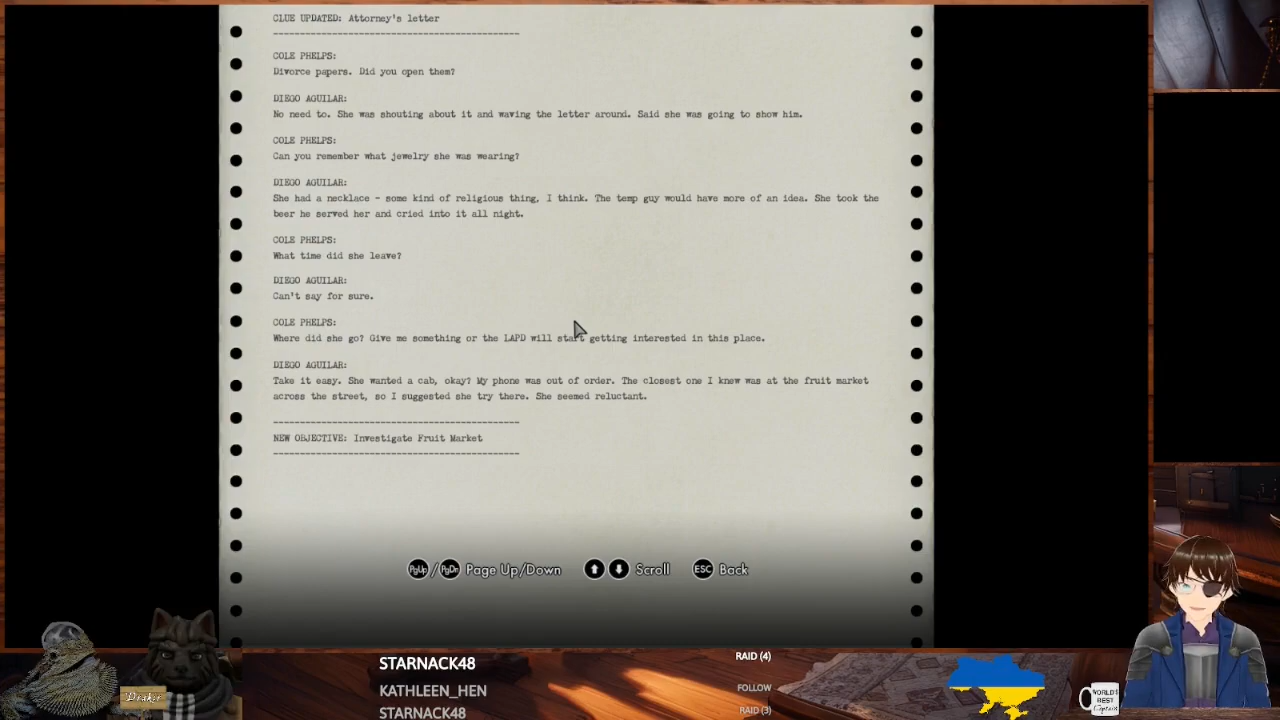 CLUE UPDATED: Attorney's letter
COLE PHELPS:
Divorce papers. Did you open them?
DIEGO AGUILAR:
No need to. She was shouting about it and waving the letter around. Said she was going to show him.
COLE PHELPS:
Can you remember what jewelry she was wearing?
DIEGO AGUILAR:
She had a necklace - some kind of religious thing, I think. The temp guy would have more of an idea. She took the
beer he served her and cried into it all night.
COLE PHELPS:
What time did she leave?
DIEGO AGUILAR:
Can't say for sure.
COLE PHELPS:
Where did she go? Give me something or the LAPD will start getting interested in this place.
DIEGO AGUILAR:
Take it easy. She wanted a cab, okay? My phone was out of order. The closest one I knew was at the fruit market
across the street, so I suggested she try there. She seemed reluctant.
NEW OBJECTIVE: Investigate Fruit Market
PgUp/PgDn Page Up/Down Scroll ESC Back
STARNACK48 RAID (4)
KATHLEEN_HEN FOLLOW
STARNACK48 RAID (3)
Drake
WORLD'S
BEST
Captain